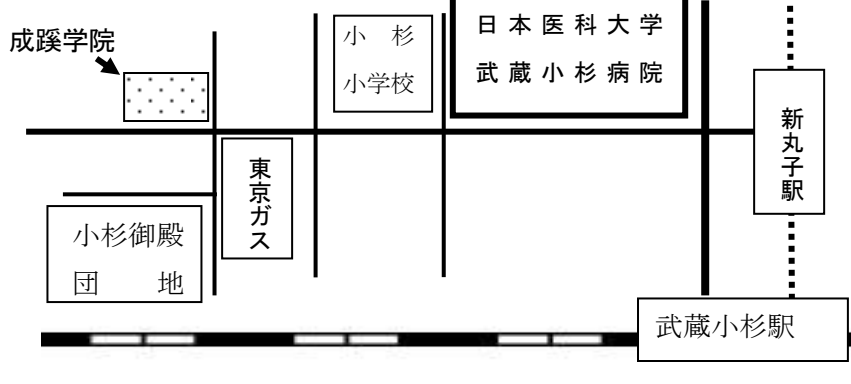 成蹊学院
小　杉
小学校
日本医科大学
武蔵小杉病院
新丸子駅
東京ガス
小杉御殿
団　　地
武蔵小杉駅